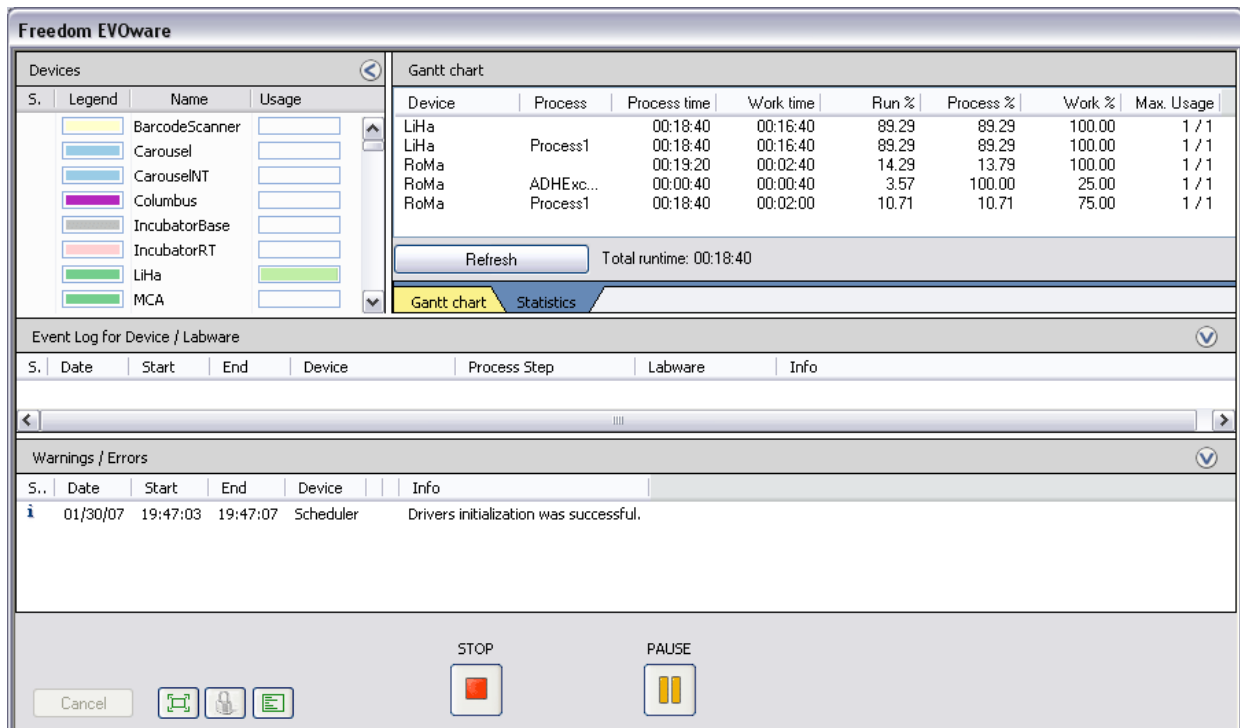 Freedom EVOware
Devices
S. Legend Name Usage
BarcodeScanner
Carousel
CarouselNT
Columbus
IncubatorBase
IncubatorRT
LiHa
MCA
Gantt chart
Device Process Process time Work time Run % Process % Work % Max. Usage
LiHa 00:18:40 00:16:40 89.29 89.29 100.00 1 / 1
LiHa Process1 00:18:40 00:16:40 89.29 89.29 100.00 1 / 1
RoMa 00:19:20 00:02:40 14.29 13.79 100.00 1 / 1
RoMa ADHExc... 00:00:40 00:00:40 3.57 100.00 25.00 1 / 1
RoMa Process1 00:18:40 00:02:00 10.71 10.71 75.00 1 / 1
Refresh Total runtime: 00:18:40
Gantt chart Statistics
Event Log for Device / Labware
S. Date Start End Device Process Step Labware Info
Warnings / Errors
S.. Date Start End Device Info
i 01/30/07 19:47:03 19:47:07 Scheduler Drivers initialization was successful.
STOP PAUSE
Cancel